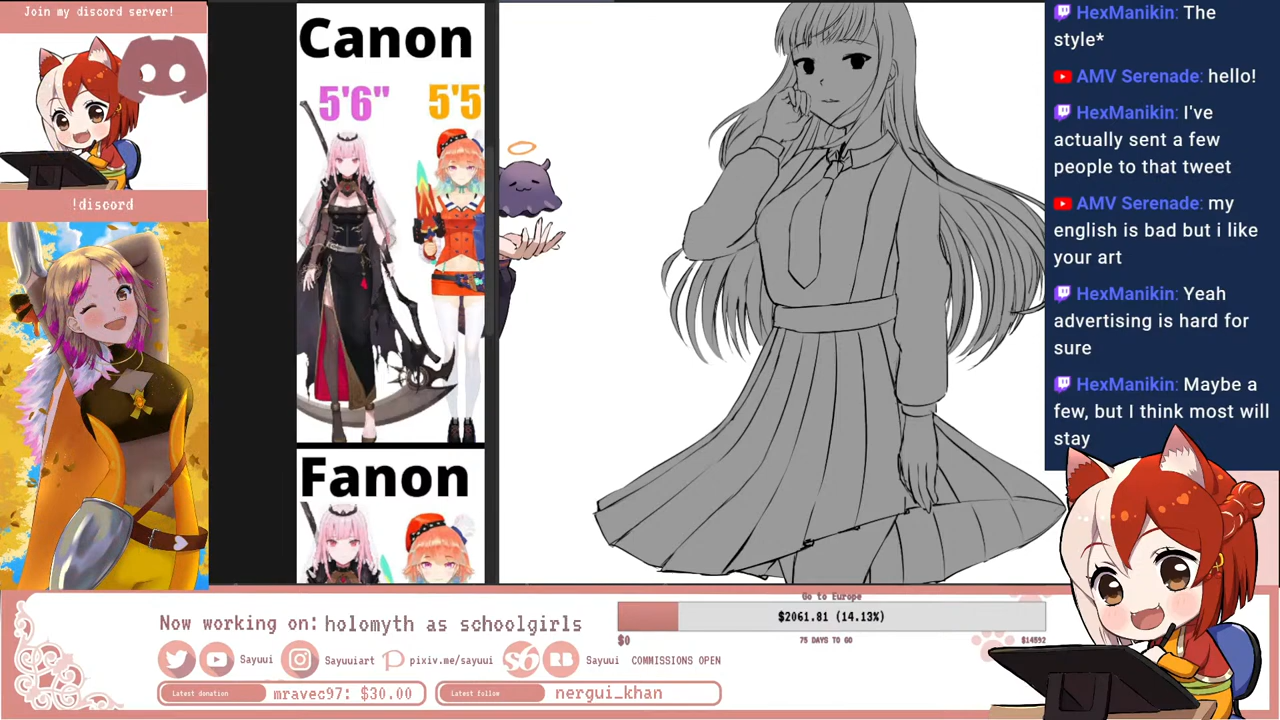 Join my discord server!
!discord
Canon
5'6"
5'5
Fanon
HexManikin: The
style*
AMV Serenade: hello!
HexManikin: I've
actually sent a few
people to that tweet
AMV Serenade: my
english is bad but i like
your art
HexManikin: Yeah
advertising is hard for
sure
HexManikin: Maybe a
few, but I think most will
stay
Now working on: holomyth as schoolgirls
Sayuui
Sayuuiart
pixiv.me/sayuui
S6
RB
Sayuui
COMMISSIONS OPEN
Latest donation
mravec97: $30.00
Latest follow
nergui_khan
Go to Europe
$2061.81 (14.13%)
$0
75 DAYS TO GO
$14592